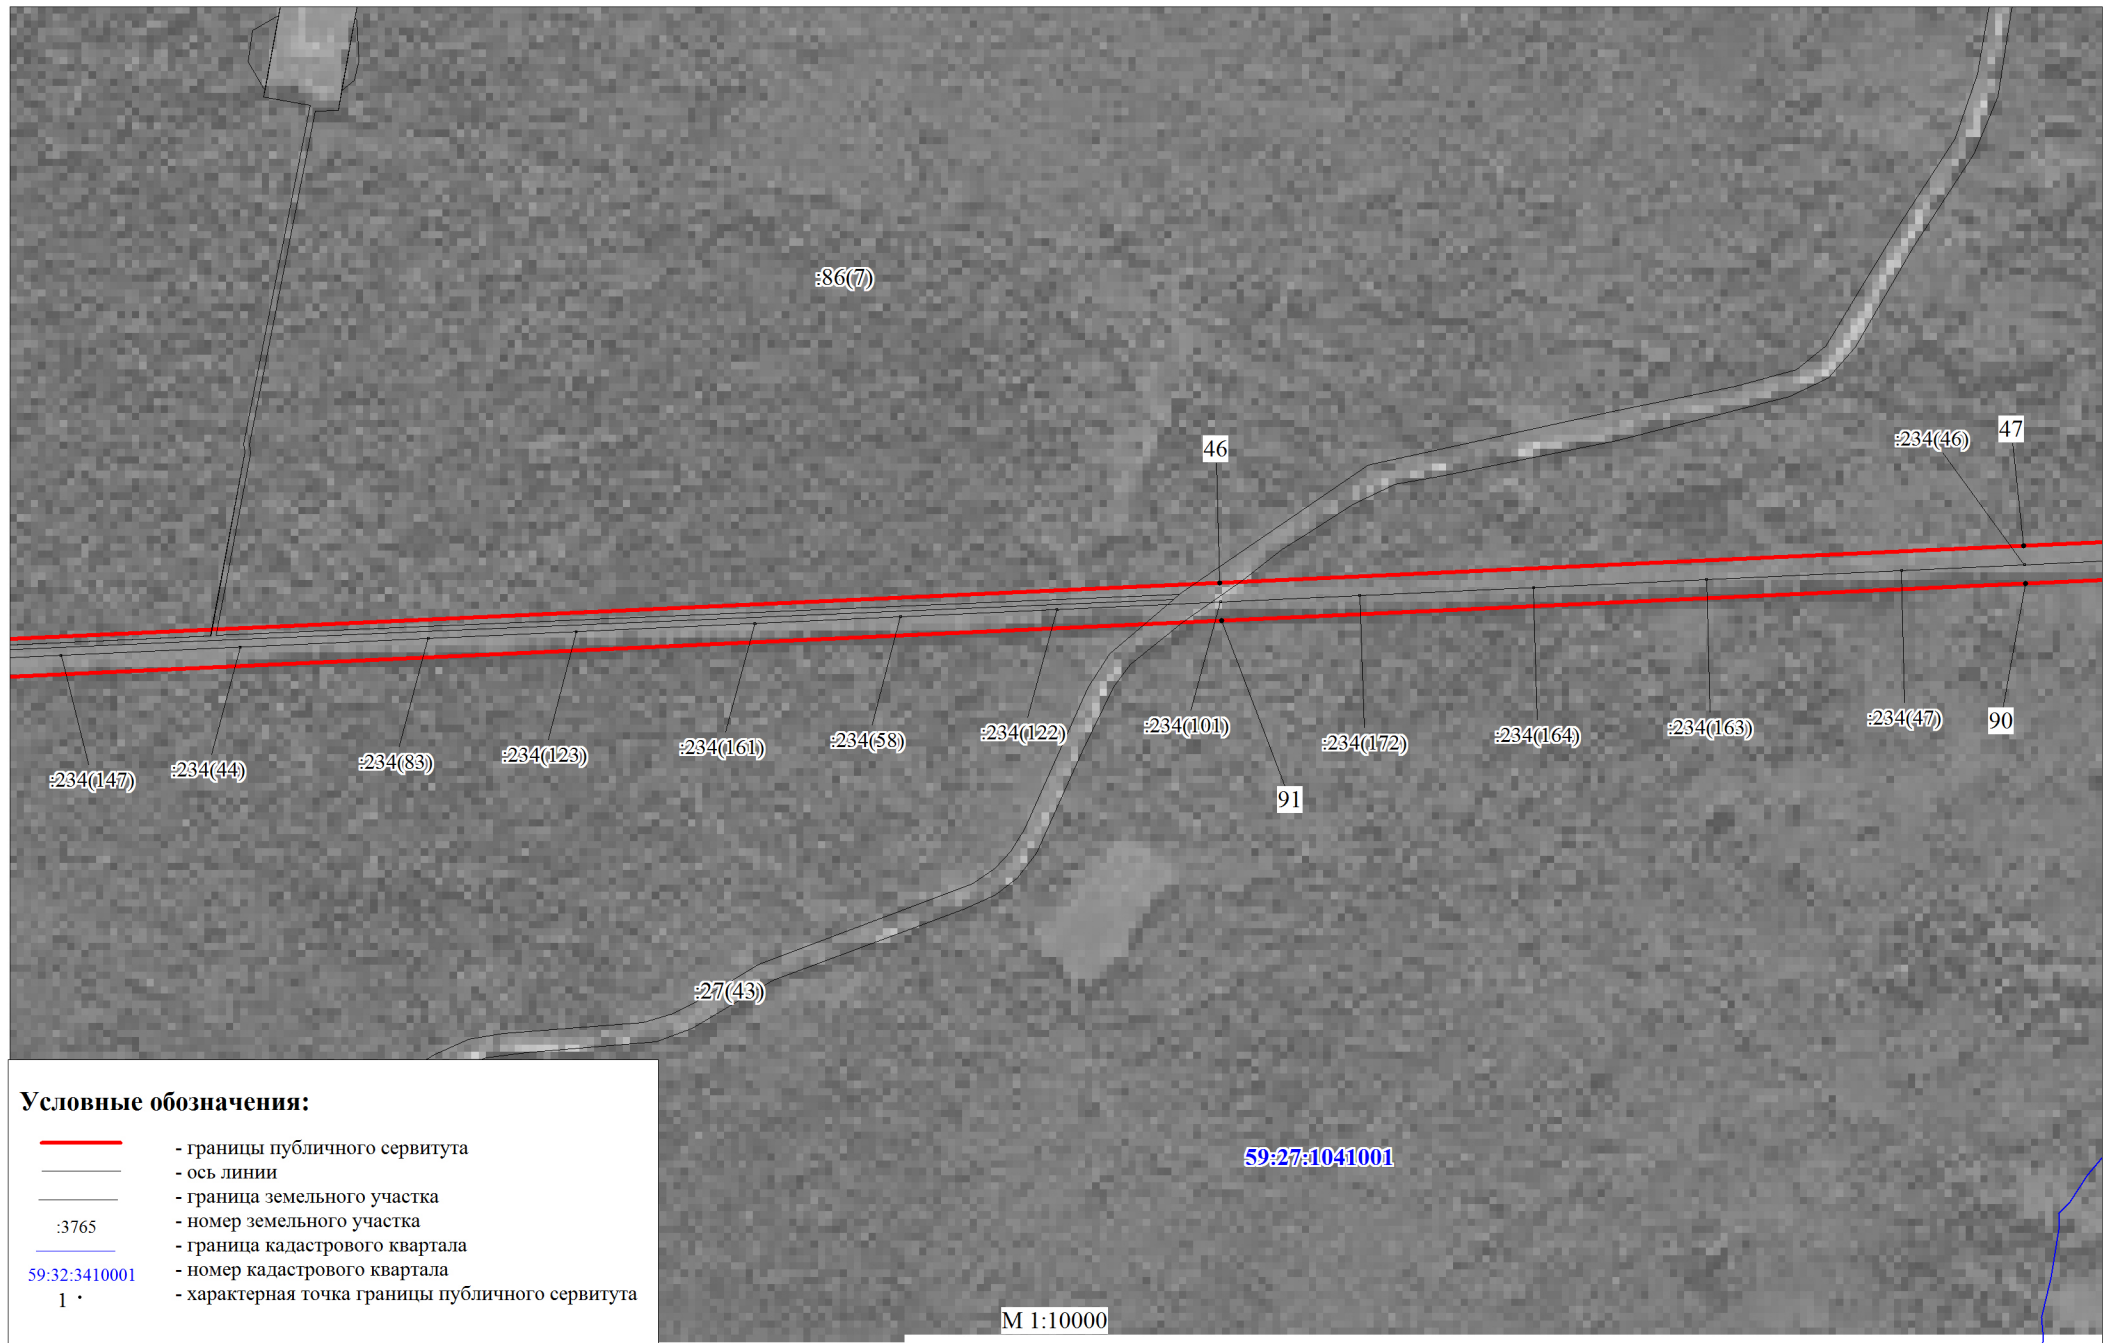 :86(7)
46
:234(46)
47
:234(147)
:234(44)
:234(83)
:234(123)
:234(161)
:234(58)
:234(122)
:234(101)
:234(172)
:234(164)
:234(163)
:234(47)
90
91
:27(43)
59:27:1041001
Условные обозначения:
- границы публичного сервитута
- ось линии
- граница земельного участка
:3765 - номер земельного участка
- граница кадастрового квартала
59:32:3410001 - номер кадастрового квартала
1 - характерная точка границы публичного сервитута
М 1:10000